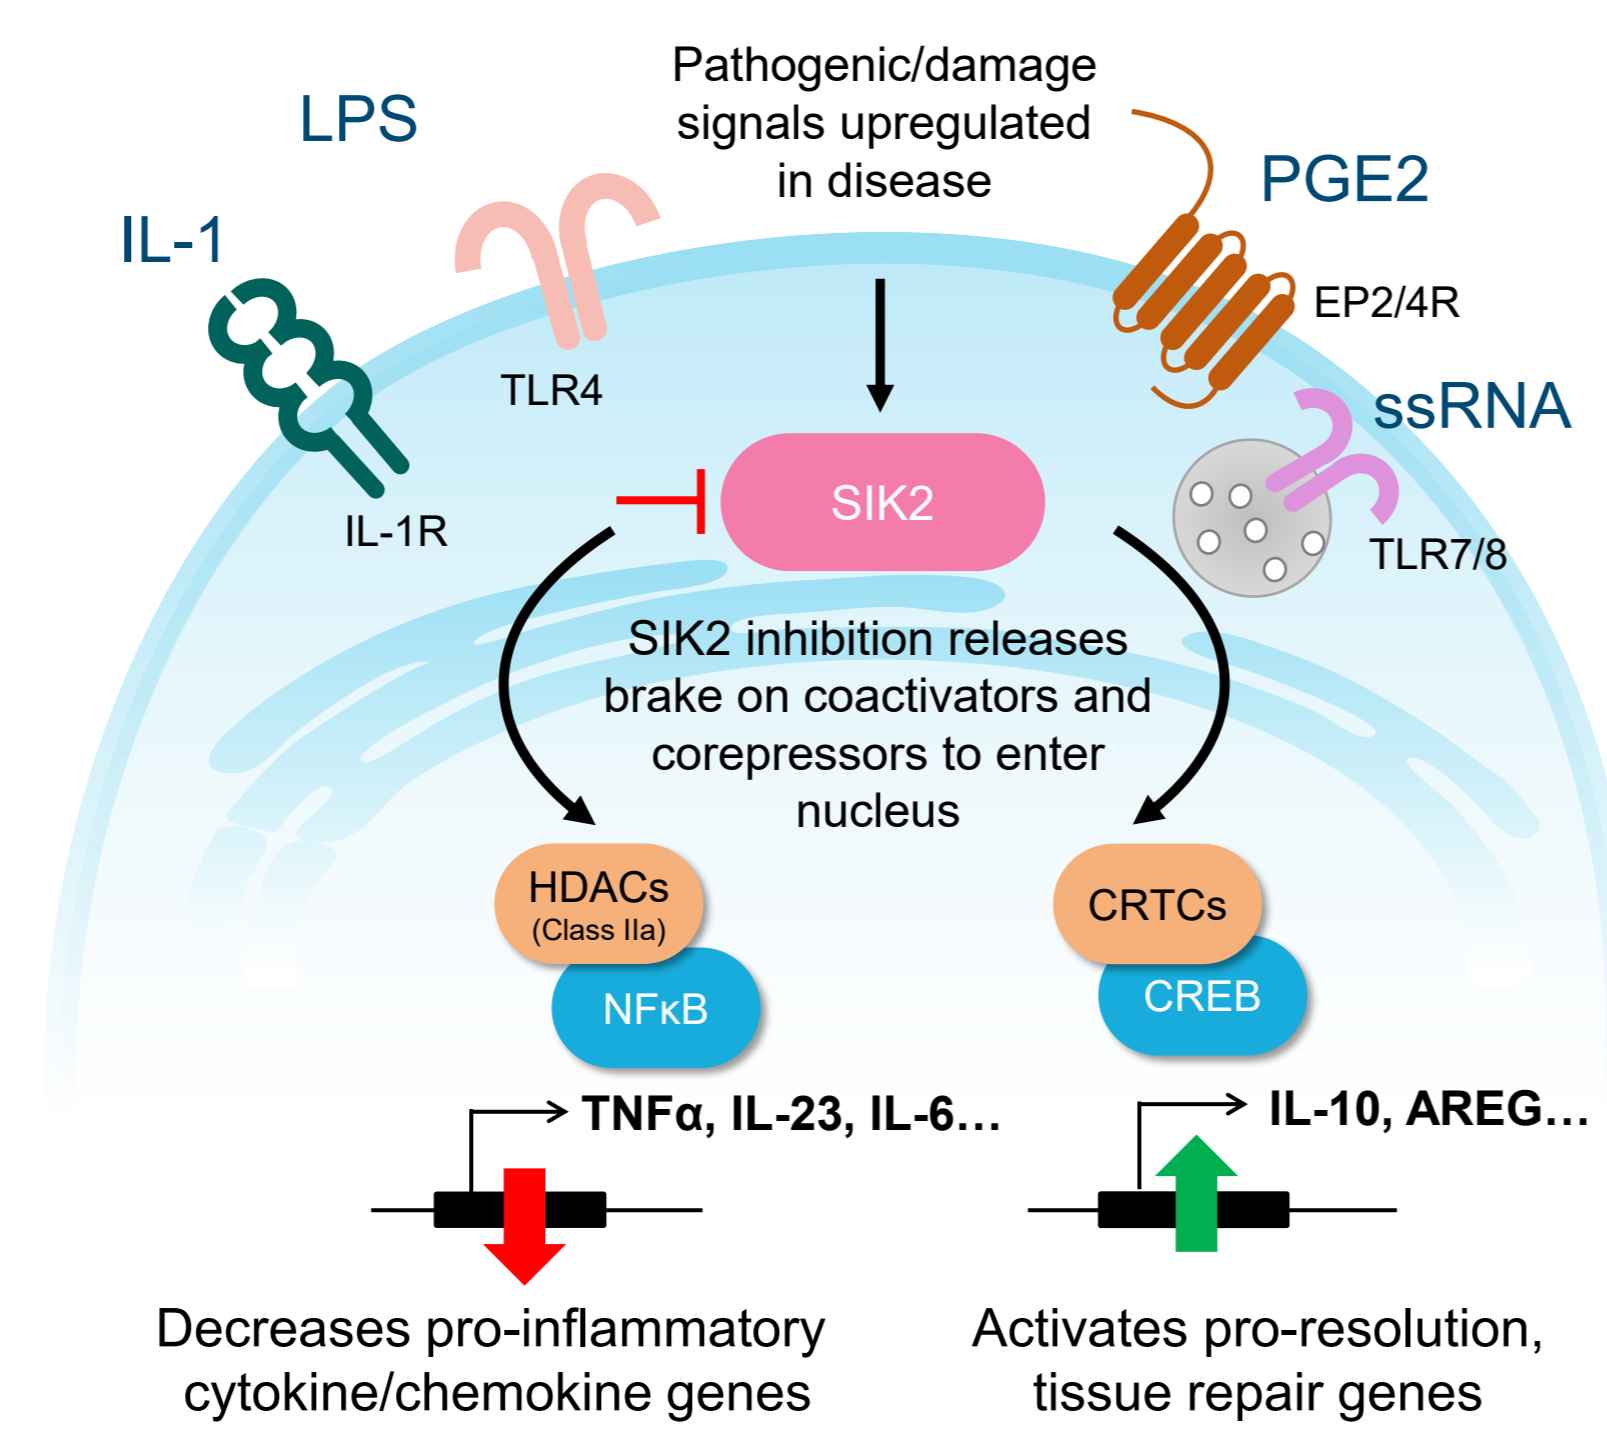 Pathogenic/damage
signals upregulated
in disease
LPS
IL-1
PGE2
EP2/4R
TLR4
ssRNA
IL-1R
SIK2
TLR7/8
SIK2 inhibition releases
brake on coactivators and
corepressors to enter
nucleus
HDACs
(Class IIa)
NFκB
CRTCs
CREB
TNFα, IL-23, IL-6…
IL-10, AREG…
Decreases pro-inflammatory
cytokine/chemokine genes
Activates pro-resolution,
tissue repair genes